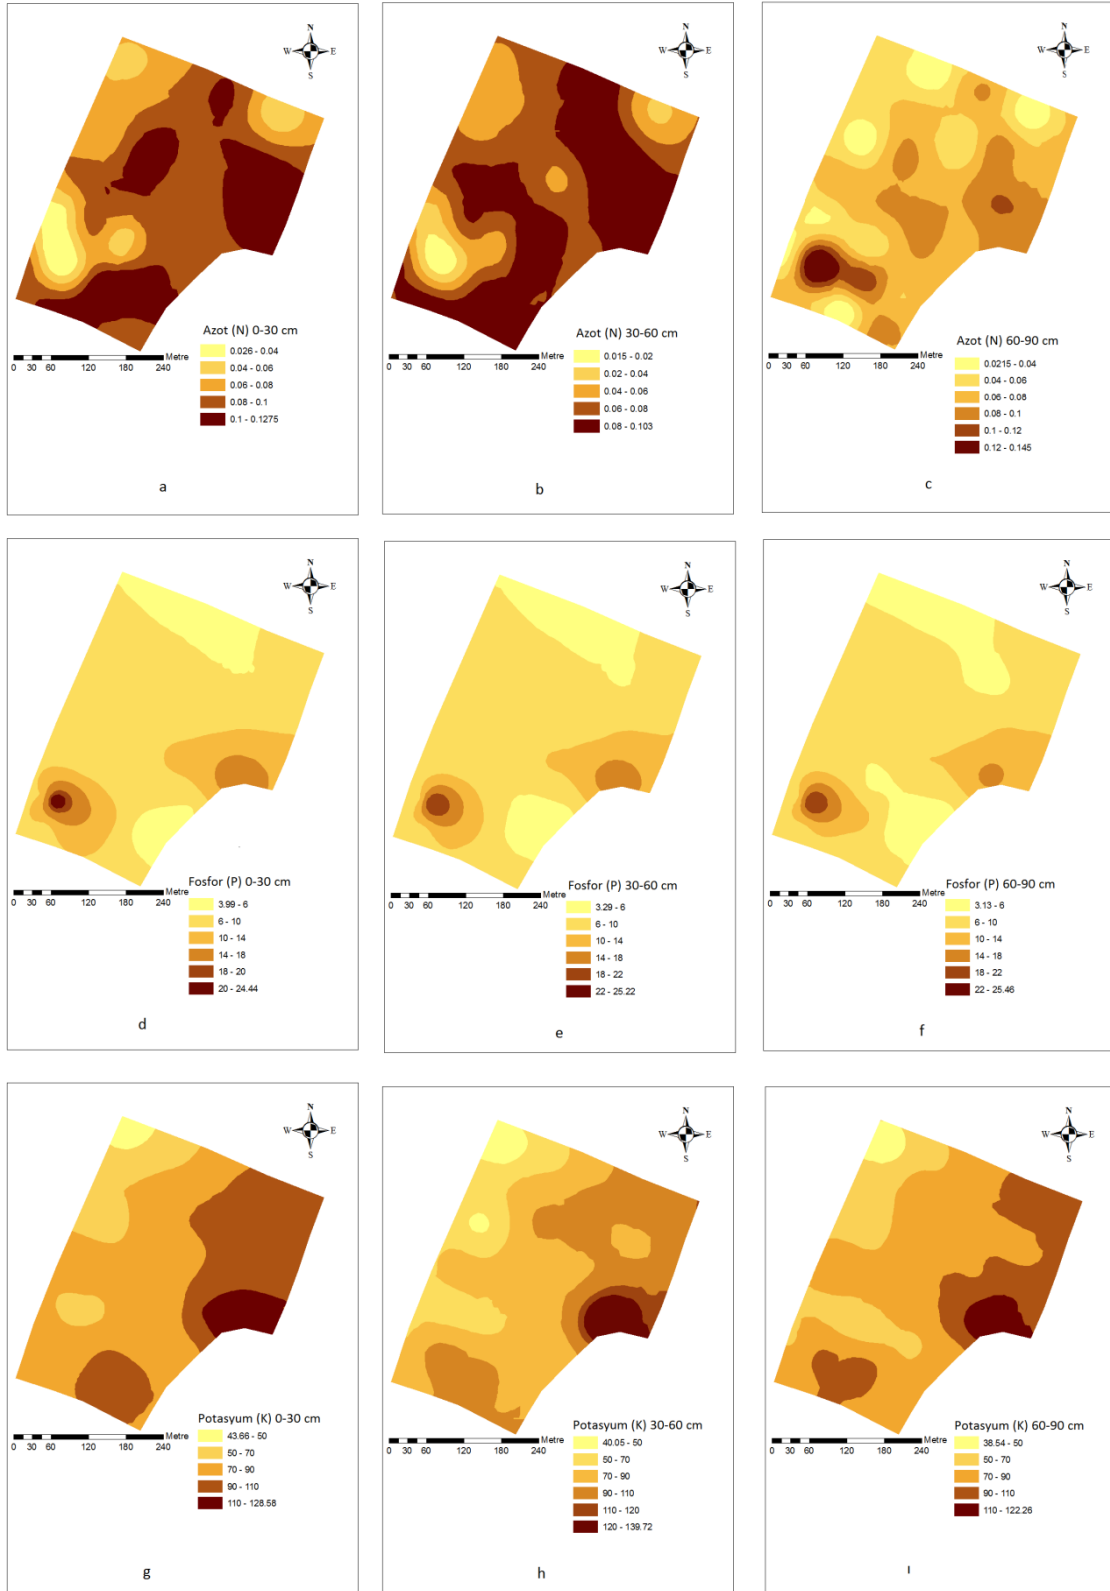 N
W E
S
Azot (N) 0-30 cm
Metre
0 30 60 120 180 240
0.026 - 0.04
0.04 - 0.06
0.06 - 0.08
0.08 - 0.1
0.1 - 0.1275
a
N
W E
S
Azot (N) 30-60 cm
Metre
0 30 60 120 180 240
0.015 - 0.02
0.02 - 0.04
0.04 - 0.06
0.06 - 0.08
0.08 - 0.103
b
N
W E
S
Azot (N) 60-90 cm
Metre
0 30 60 120 180 240
0.0215 - 0.04
0.04 - 0.06
0.06 - 0.08
0.08 - 0.1
0.1 - 0.12
0.12 - 0.145
c
N
W E
S
Fosfor (P) 0-30 cm
Metre
0 30 60 120 180 240
3.99 - 6
6 - 10
10 - 14
14 - 18
18 - 20
20 - 24.44
d
N
W E
S
Fosfor (P) 30-60 cm
Metre
0 30 60 120 180 240
3.29 - 6
6 - 10
10 - 14
14 - 18
18 - 22
22 - 25.22
e
N
W E
S
Fosfor (P) 60-90 cm
Metre
0 30 60 120 180 240
3.13 - 6
6 - 10
10 - 14
14 - 18
18 - 22
22 - 25.46
f
N
W E
S
Potasyum (K) 0-30 cm
Metre
0 30 60 120 180 240
43.66 - 50
50 - 70
70 - 90
90 - 110
110 - 128.58
g
N
W E
S
Potasyum (K) 30-60 cm
Metre
0 30 60 120 180 240
40.05 - 50
50 - 70
70 - 90
90 - 110
110 - 120
120 - 139.72
h
N
W E
S
Potasyum (K) 60-90 cm
Metre
0 30 60 120 180 240
38.54 - 50
50 - 70
70 - 90
90 - 110
110 - 122.26
ı